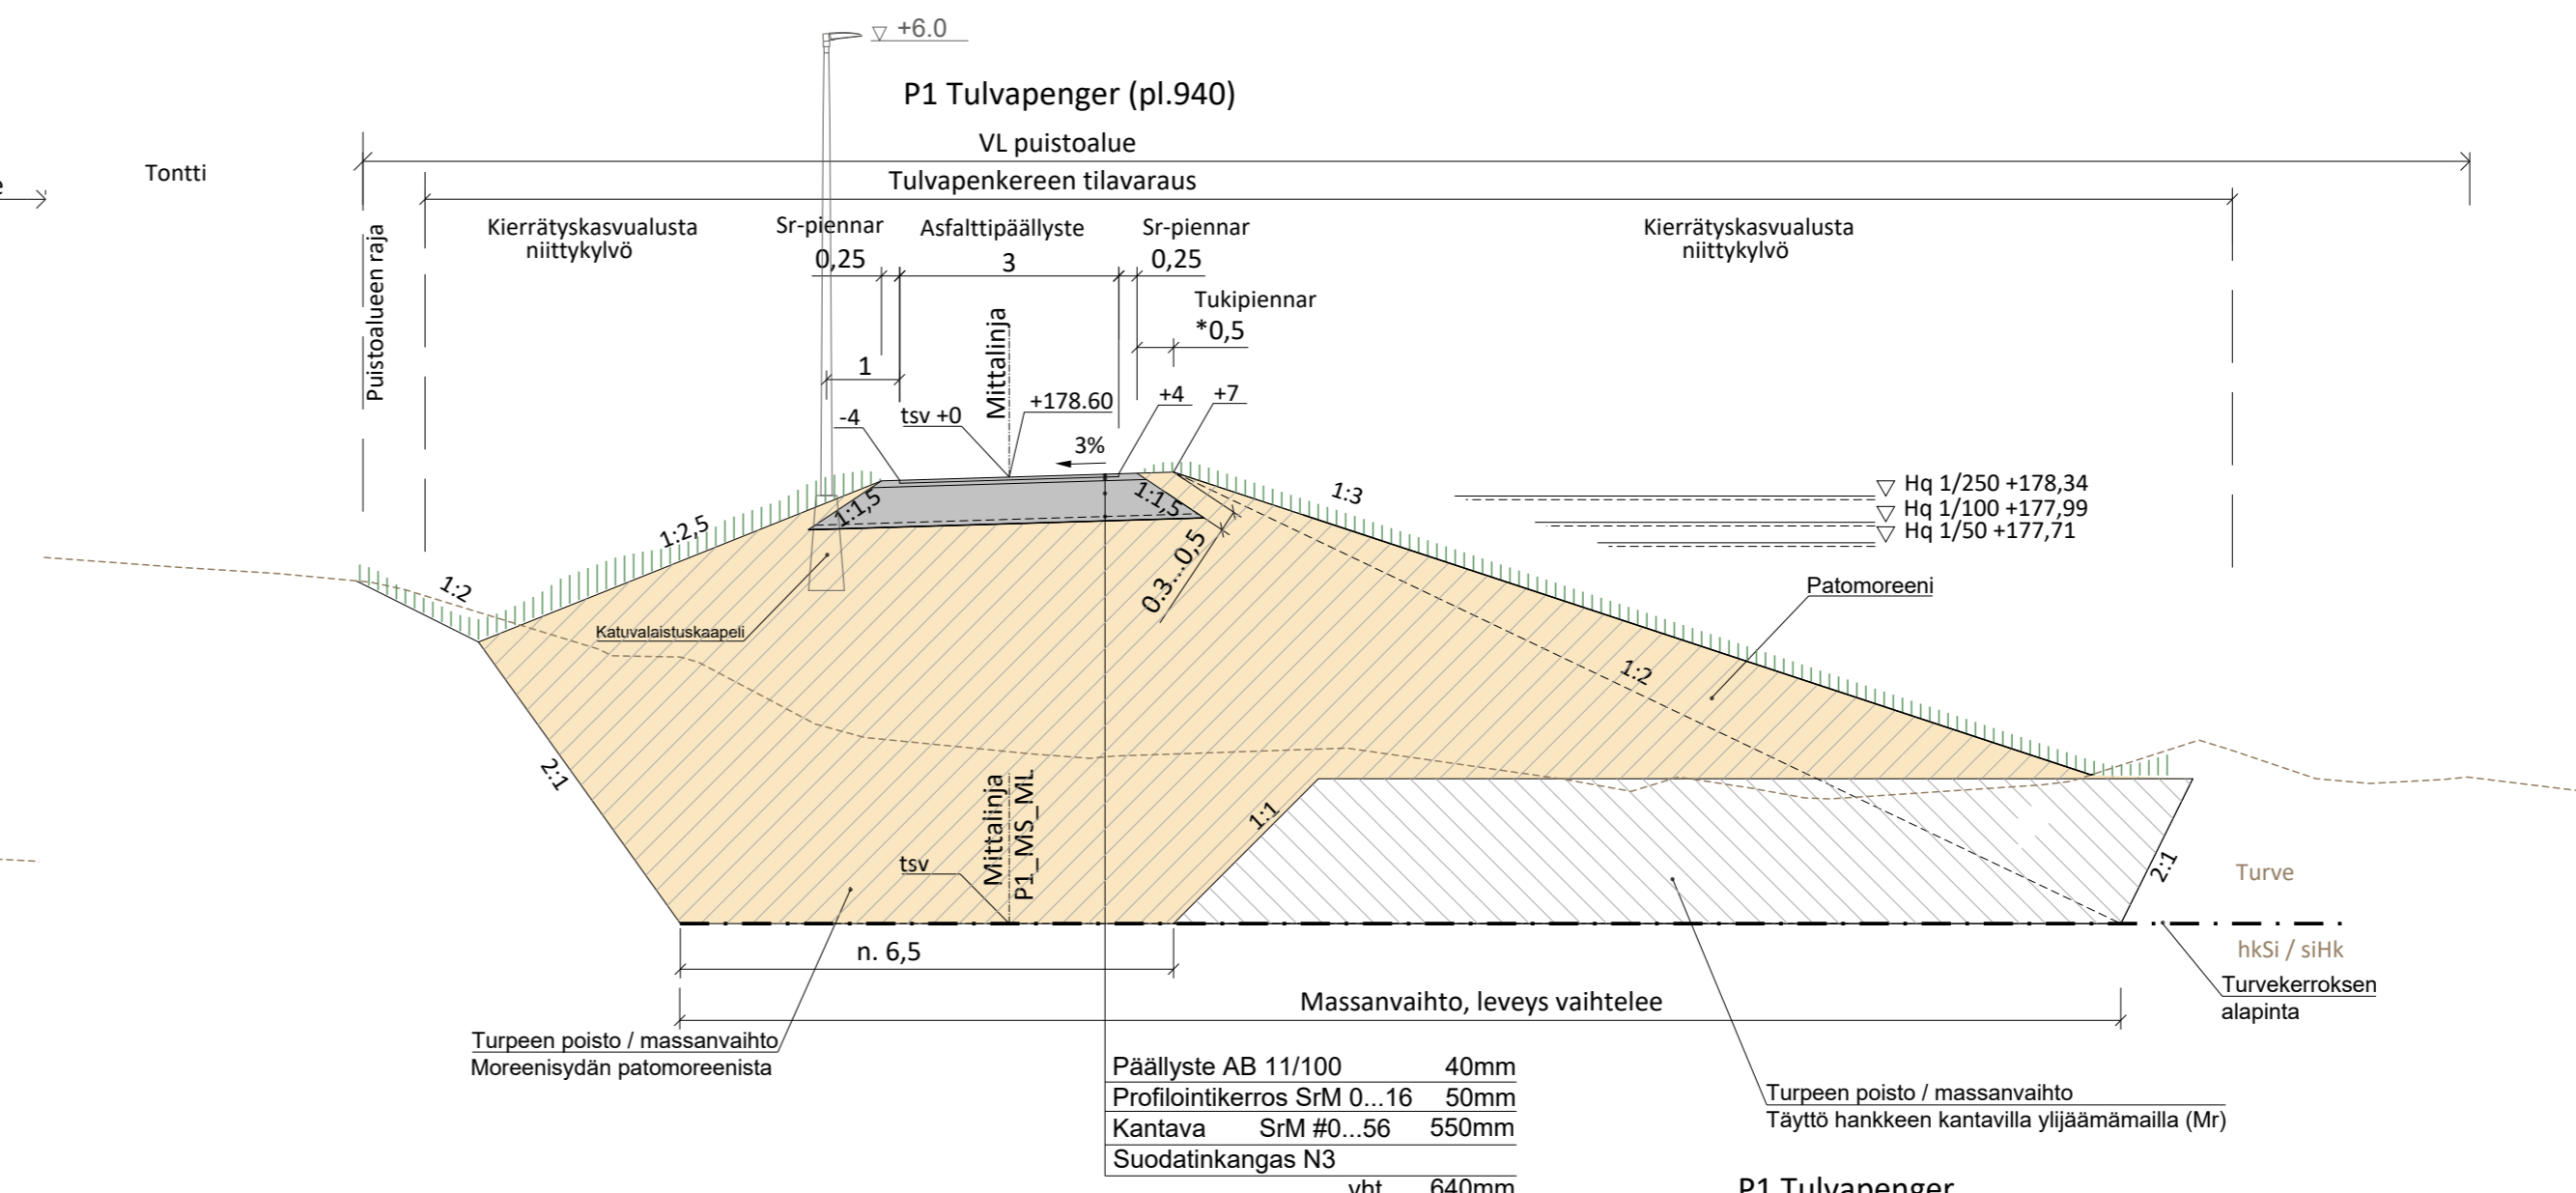 +6.0
P1 Tulvapenger (pl.940)
VL puistoalue
e
Tontti
Tulvapenkereen tilavaraus
Puistoalueen raja
Kierrätyskasvualusta
niittykylvö
Sr-piennar
0,25
Asfalttipäällyste
3
Sr-piennar
0,25
Kierrätyskasvualusta
niittykylvö
Tukipiennar
*0,5
1
Mittalinja
-4
tsv +0
+178.60
+4
+7
3%
1:1,5
1:1,5
1:3
1:2,5
1:2
0.3...0,5
Hq 1/250 +178,34
Hq 1/100 +177,99
Hq 1/50 +177,71
Patomoreeni
Katuvalaistuskaapeli
1:2
2:1
Mittalinja
P1_MS_ML
tsv
1:1
2:1
Turve
hkSi / siHk
Turvekerroksen
alapinta
n. 6,5
Massanvaihto, leveys vaihtelee
Turpeen poisto / massanvaihto
Moreenisydän patomoreenista
Päällyste AB 11/100 40mm
Profilointikerros SrM 0...16 50mm
Kantava SrM #0...56 550mm
Suodatinkangas N3
yht. 640mm
Turpeen poisto / massanvaihto
Täyttö hankkeen kantavilla ylijäämämailla (Mr)
P1 Tulvapenger